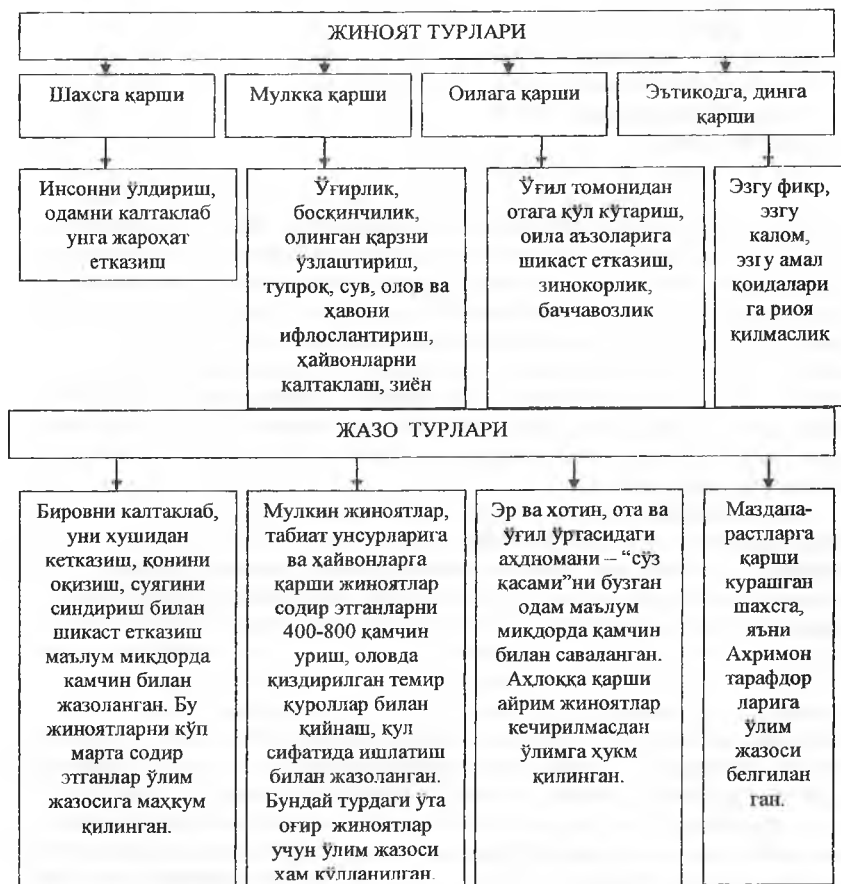 ЖИНОЯТ ТУРЛАРИ
Шахсга қарши
Мулкка қарши
Оилага қарши
Эътикодга, динга
қарши
Инсонни ўлдириш,
одамни калтаклаб
унга жароҳат
етказиш
Ўғирлик,
босқинчилик,
олинган қарзни
ўзлаштириш,
тупроқ, сув, олов ва
ҳавони
ифлослантириш,
ҳайвонларни
калтаклаш, зиён
Ўғил томонидан
отага қўл кўтариш,
оила аъзоларига
шикаст етказиш,
зинокорлик,
баччавозлик
Эзгу фикр,
эзгу
калом,
эзгу амал
қоидалари
га риоя
қилмаслик
ЖАЗО ТУРЛАРИ
Бировни калтаклаб,
уни хушидан
кетказиш, қонини
оқизиш, суягини
синдириш билан
шикаст етказиш
маълум миқдорда
камчин билан
жазоланган. Бу
жиноятларни кўп
марта содир
этганлар ўлим
жазосига маҳкум
қилинган.
Мулкин жиноятлар,
табиат унсурларига
ва ҳайвонларга
қарши жиноятлар
содир этганларни
400-800 қамчин
уриш, оловда
қиздирилган темир
қуроллар билан
қийнаш, қул
сифатида ишлатиш
билан жазоланган.
Бундай турдаги ўта
оғир жиноятлар
учун ўлим жазоси
хам қўлланилган.
Эр ва хотин, ота ва
ўғил ўртасидаги
аҳдномани – “сўз
қасами”ни бузган
одам маълум
миқдорда қамчин
билан саваланган.
Аҳлоққа қарши
айрим жиноятлар
кечирилмасдан
ўлимга ҳукм
қилинган.
Маздапа-
растларга
қарши
курашган
шахсга,
яъни
Ахримон
тарафдор
ларига
ўлим
жазоси
белгилан
ган.